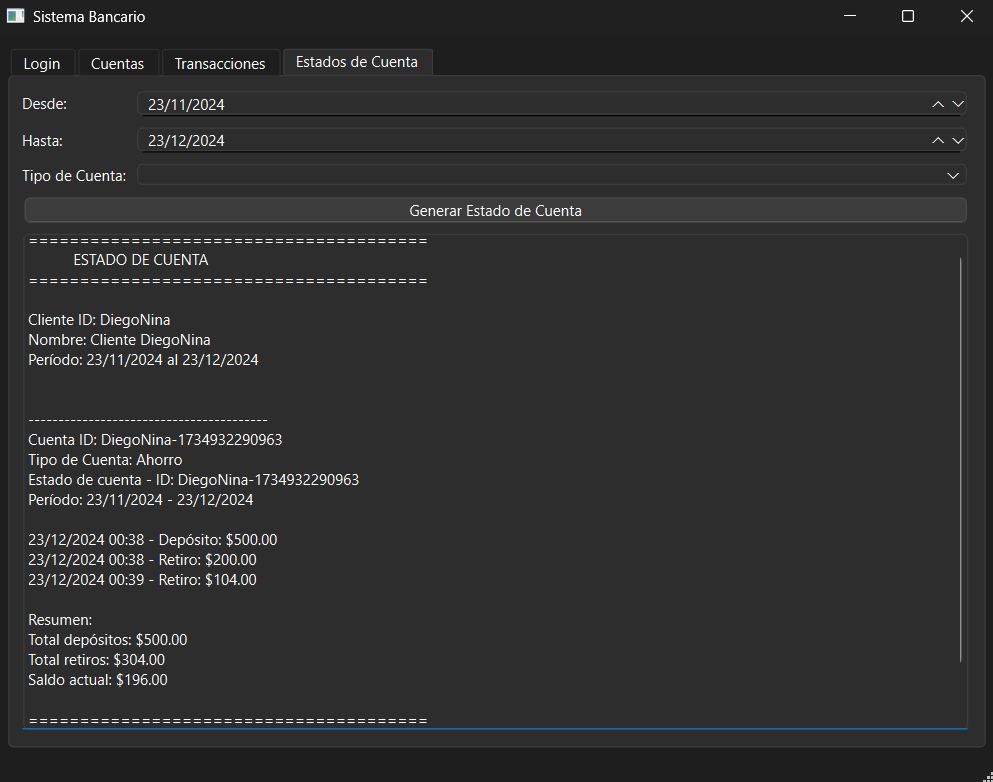 Sistema Bancario
Login Cuentas Transacciones Estados de Cuenta
Desde: 23/11/2024
Hasta: 23/12/2024
Tipo de Cuenta:
Generar Estado de Cuenta
=======================================
ESTADO DE CUENTA
=======================================
Cliente ID: DiegoNina
Nombre: Cliente DiegoNina
Período: 23/11/2024 al 23/12/2024
----------------------------------------
Cuenta ID: DiegoNina-1734932290963
Tipo de Cuenta: Ahorro
Estado de cuenta - ID: DiegoNina-1734932290963
Período: 23/11/2024 - 23/12/2024
23/12/2024 00:38 - Depósito: $500.00
23/12/2024 00:38 - Retiro: $200.00
23/12/2024 00:39 - Retiro: $104.00
Resumen:
Total depósitos: $500.00
Total retiros: $304.00
Saldo actual: $196.00
=======================================